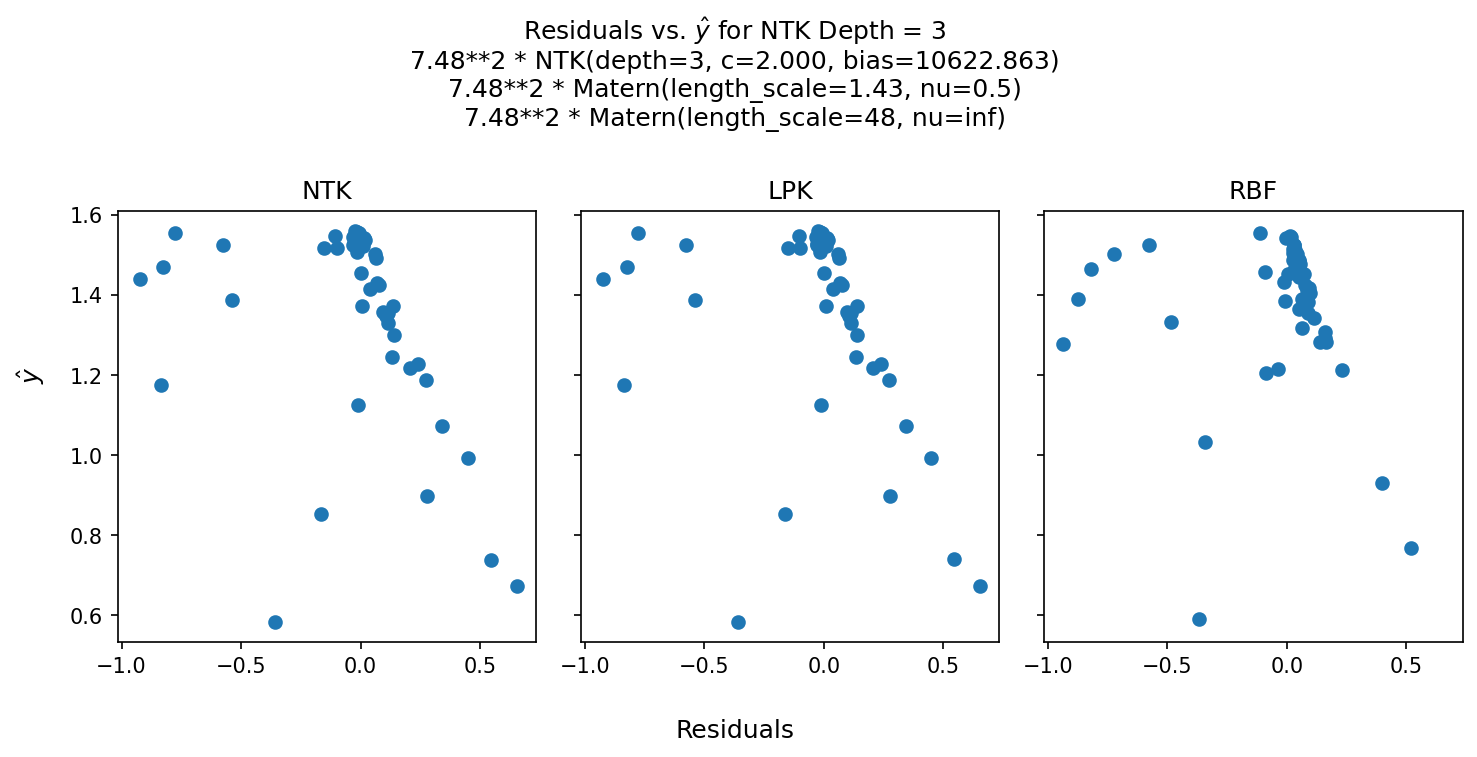 Residuals vs. ŷ for NTK Depth = 3
7.48**2 * NTK(depth=3, c=2.000, bias=10622.863)
7.48**2 * Matern(length_scale=1.43, nu=0.5)
7.48**2 * Matern(length_scale=48, nu=inf)
NTK LPK RBF
1.6
1.4
1.2
1.0
0.8
0.6
ŷ
−1.0 −0.5 0.0 0.5 −1.0 −0.5 0.0 0.5 −1.0 −0.5 0.0 0.5
Residuals